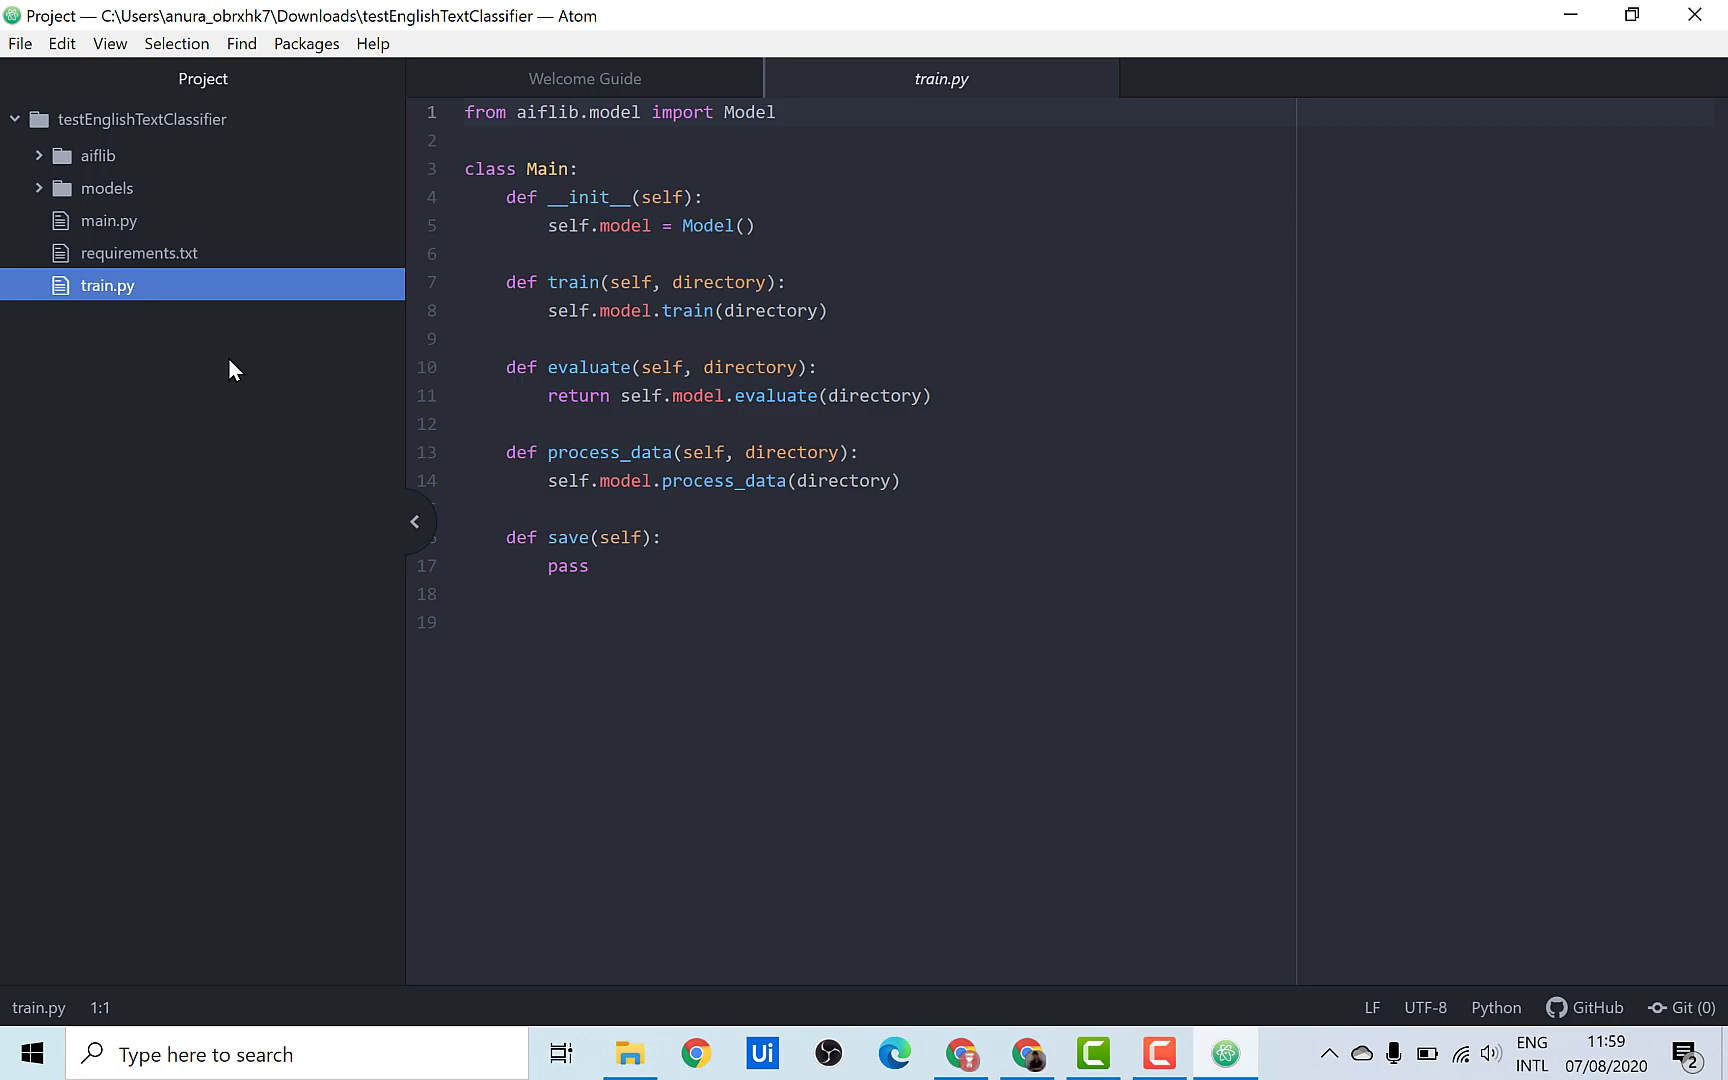 Project — C:\Users\anura_obrxhk7\Downloads\testEnglishTextClassifier — Atom
File Edit View Selection Find Packages Help
Project
Welcome Guide
train.py
testEnglishTextClassifier
aiflib
models
main.py
requirements.txt
train.py
1 from aiflib.model import Model
2
3 class Main:
4 def __init__(self):
5 self.model = Model()
6
7 def train(self, directory):
8 self.model.train(directory)
9
10 def evaluate(self, directory):
11 return self.model.evaluate(directory)
12
13 def process_data(self, directory):
14 self.model.process_data(directory)
def save(self):
17 pass
18
19
train.py 1:1
LF UTF-8 Python GitHub Git (0)
Type here to search
Ui
ENG
INTL
11:59
07/08/2020
2